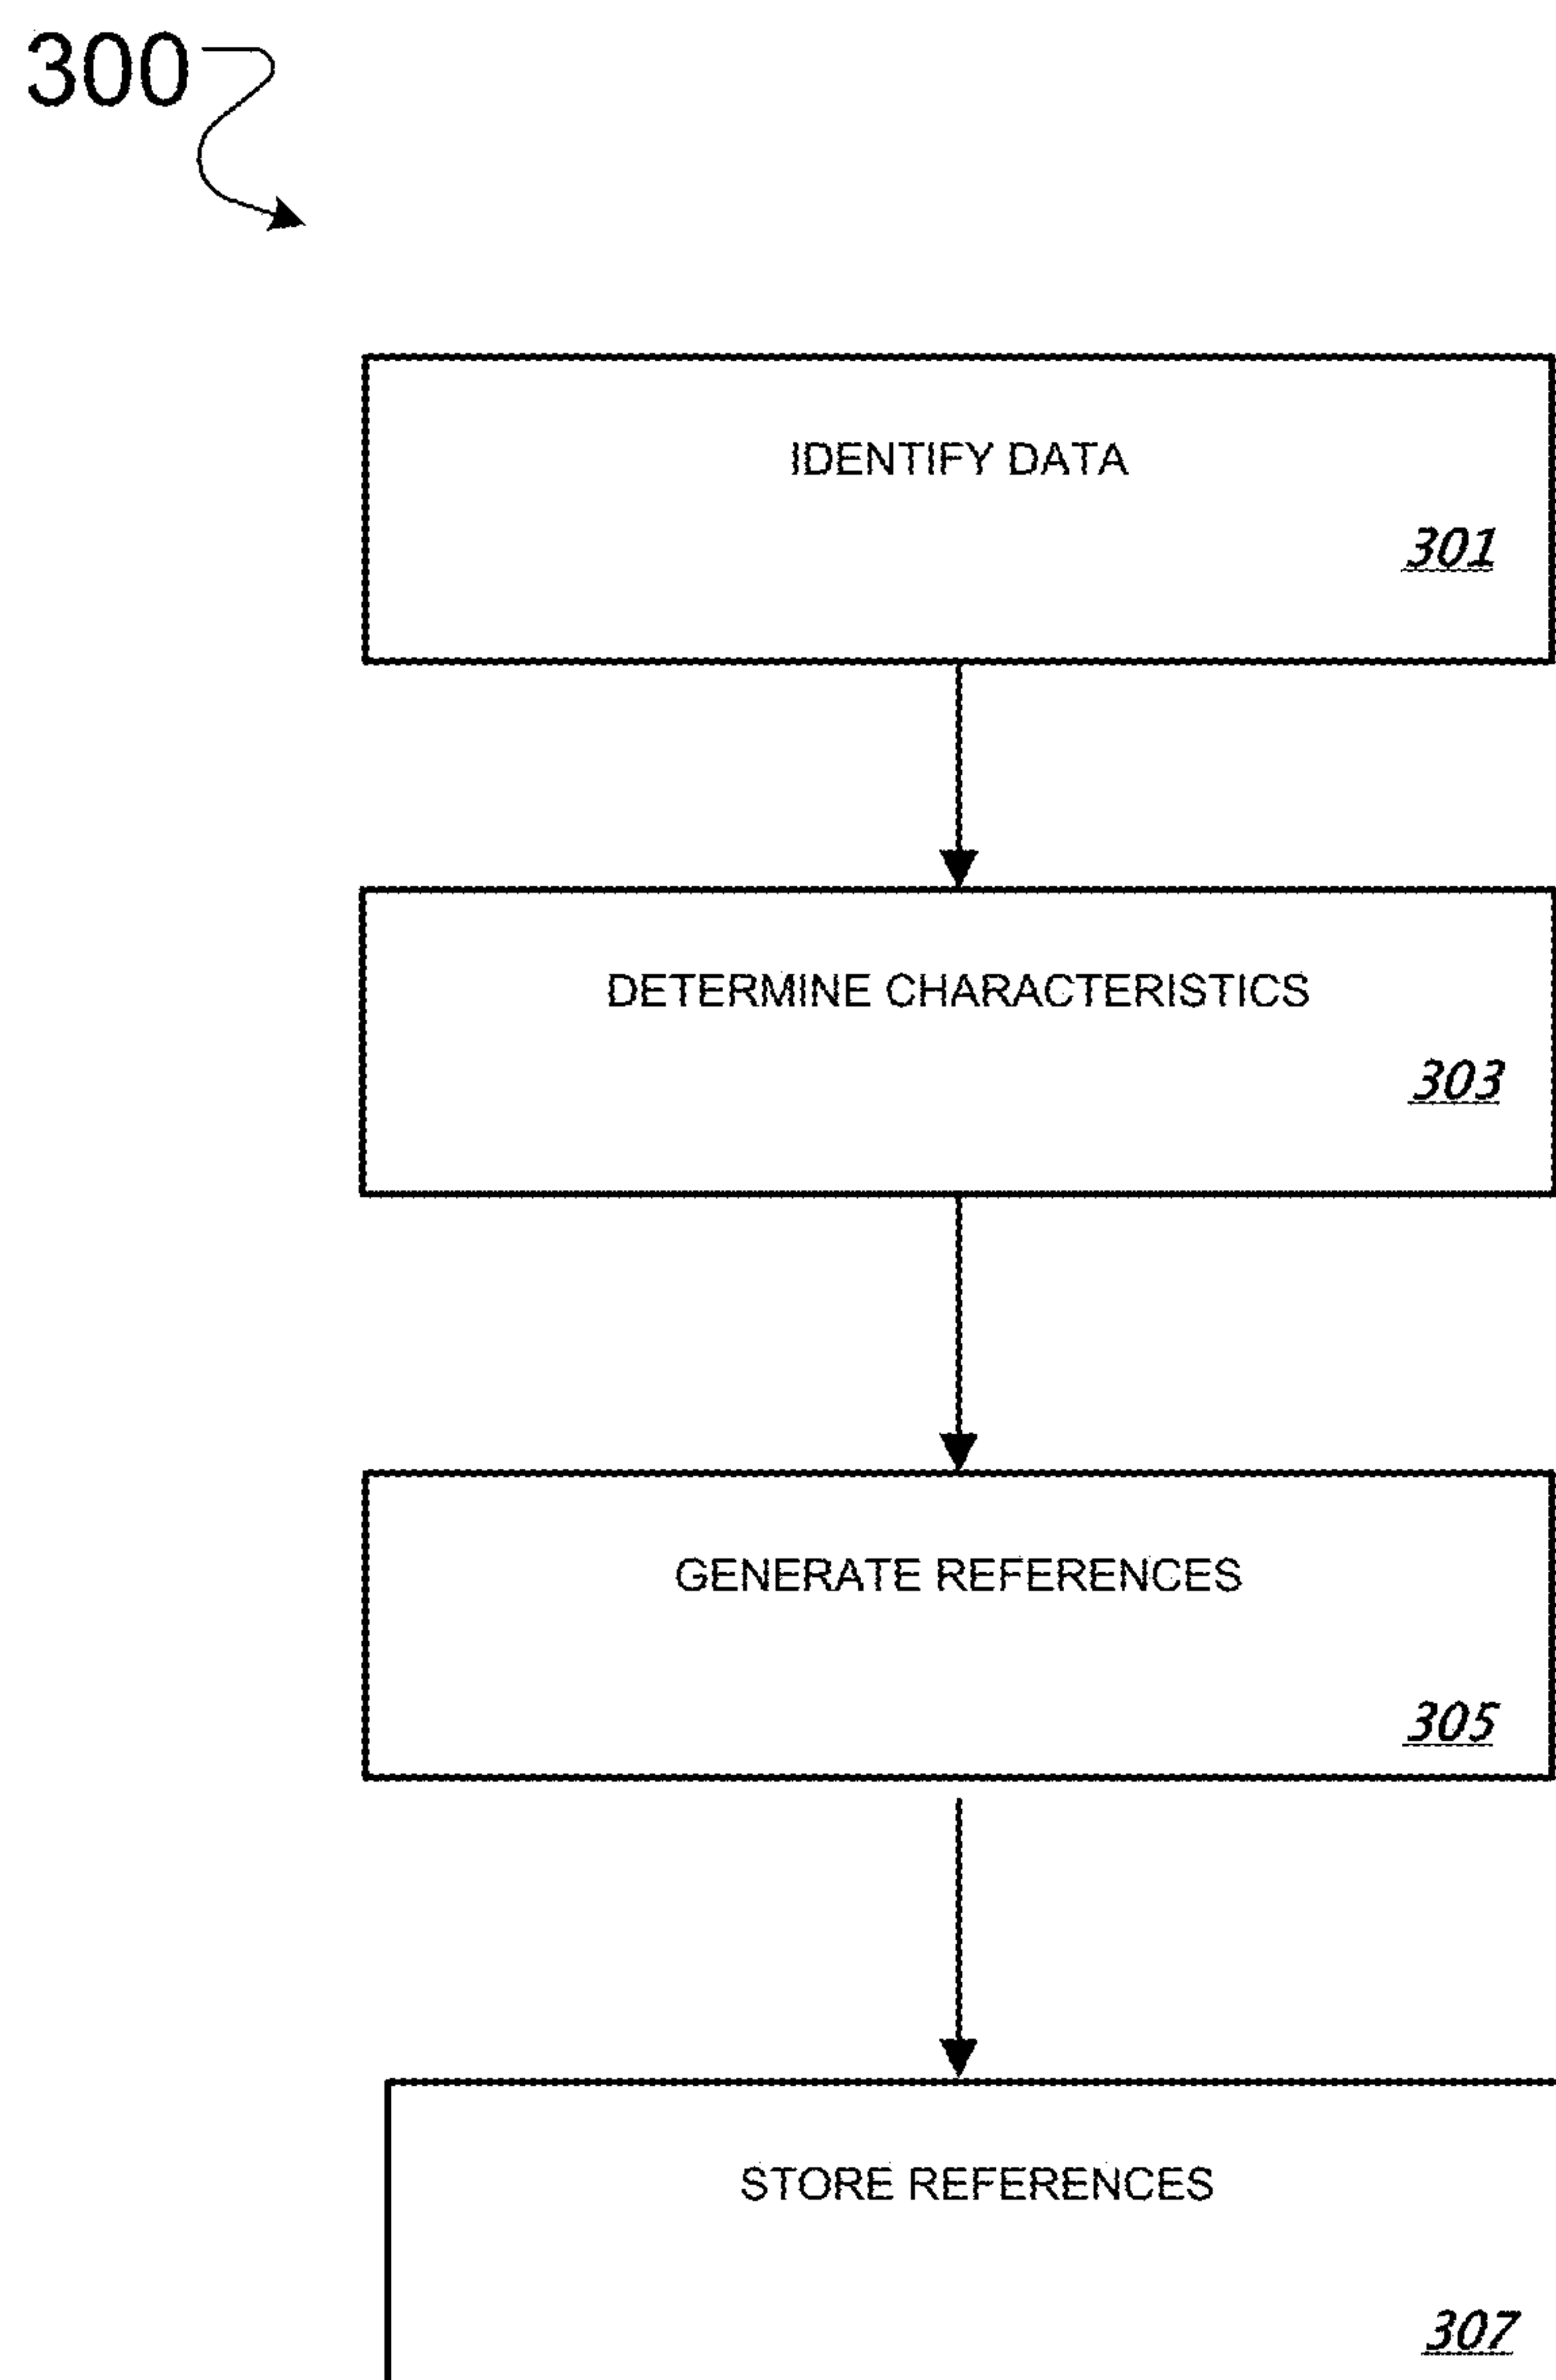 300
IDENTIFY DATA
301
DETERMINE CHARACTERISTICS
303
GENERATE REFERENCES
305
STORE REFERENCES
307